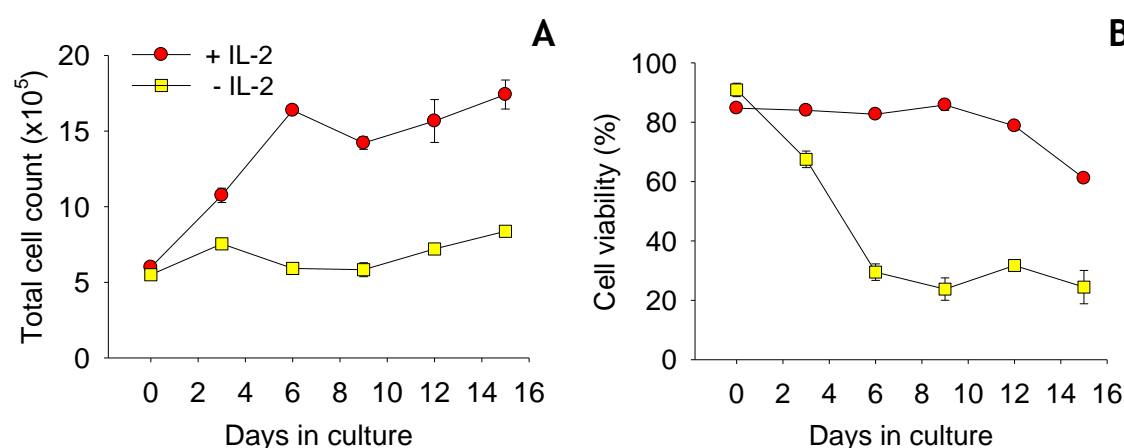 A
20
+ IL-2
- IL-2
15
10
5
0
Total cell count (x10⁵)
0 2 4 6 8 10 12 14 16
Days in culture
B
100
80
60
40
20
0
Cell viability (%)
0 2 4 6 8 10 12 14 16
Days in culture